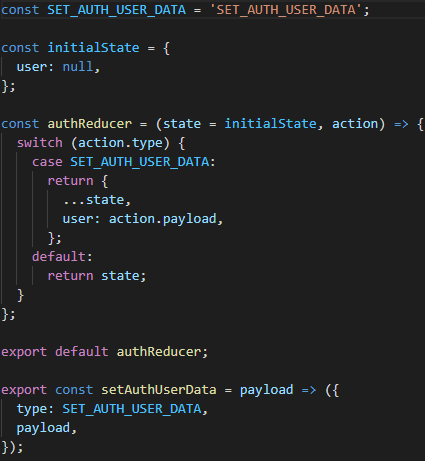 const SET_AUTH_USER_DATA = 'SET_AUTH_USER_DATA';
const initialState = {
user: null,
};
const authReducer = (state = initialState, action) => {
switch (action.type) {
case SET_AUTH_USER_DATA:
return {
...state,
user: action.payload,
};
default:
return state;
}
};
export default authReducer;
export const setAuthUserData = payload => ({
type: SET_AUTH_USER_DATA,
payload,
});